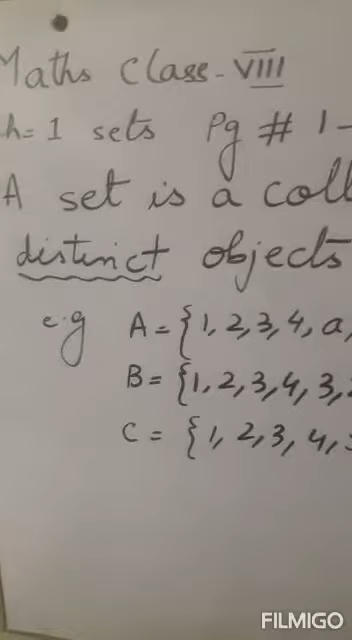 Maths Class-VIII
h=1 sets Pg # 1-
A set is a coll
distinct objects
e.g A={1,2,3,4,a,
B={1,2,3,4,3,
C={1,2,3,4,
FILMIGO